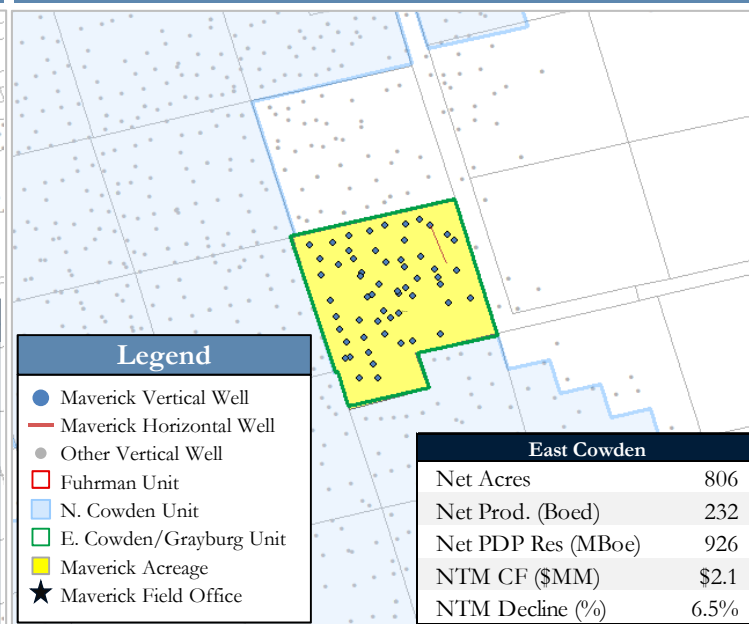 Legend
Maverick Vertical Well
Maverick Horizontal Well
Other Vertical Well
Fuhrman Unit
N. Cowden Unit
E. Cowden/Grayburg Unit
Maverick Acreage
Maverick Field Office
East Cowden
Net Acres 806
Net Prod. (Boed) 232
Net PDP Res (MBoe) 926
NTM CF ($MM) $2.1
NTM Decline (%) 6.5%